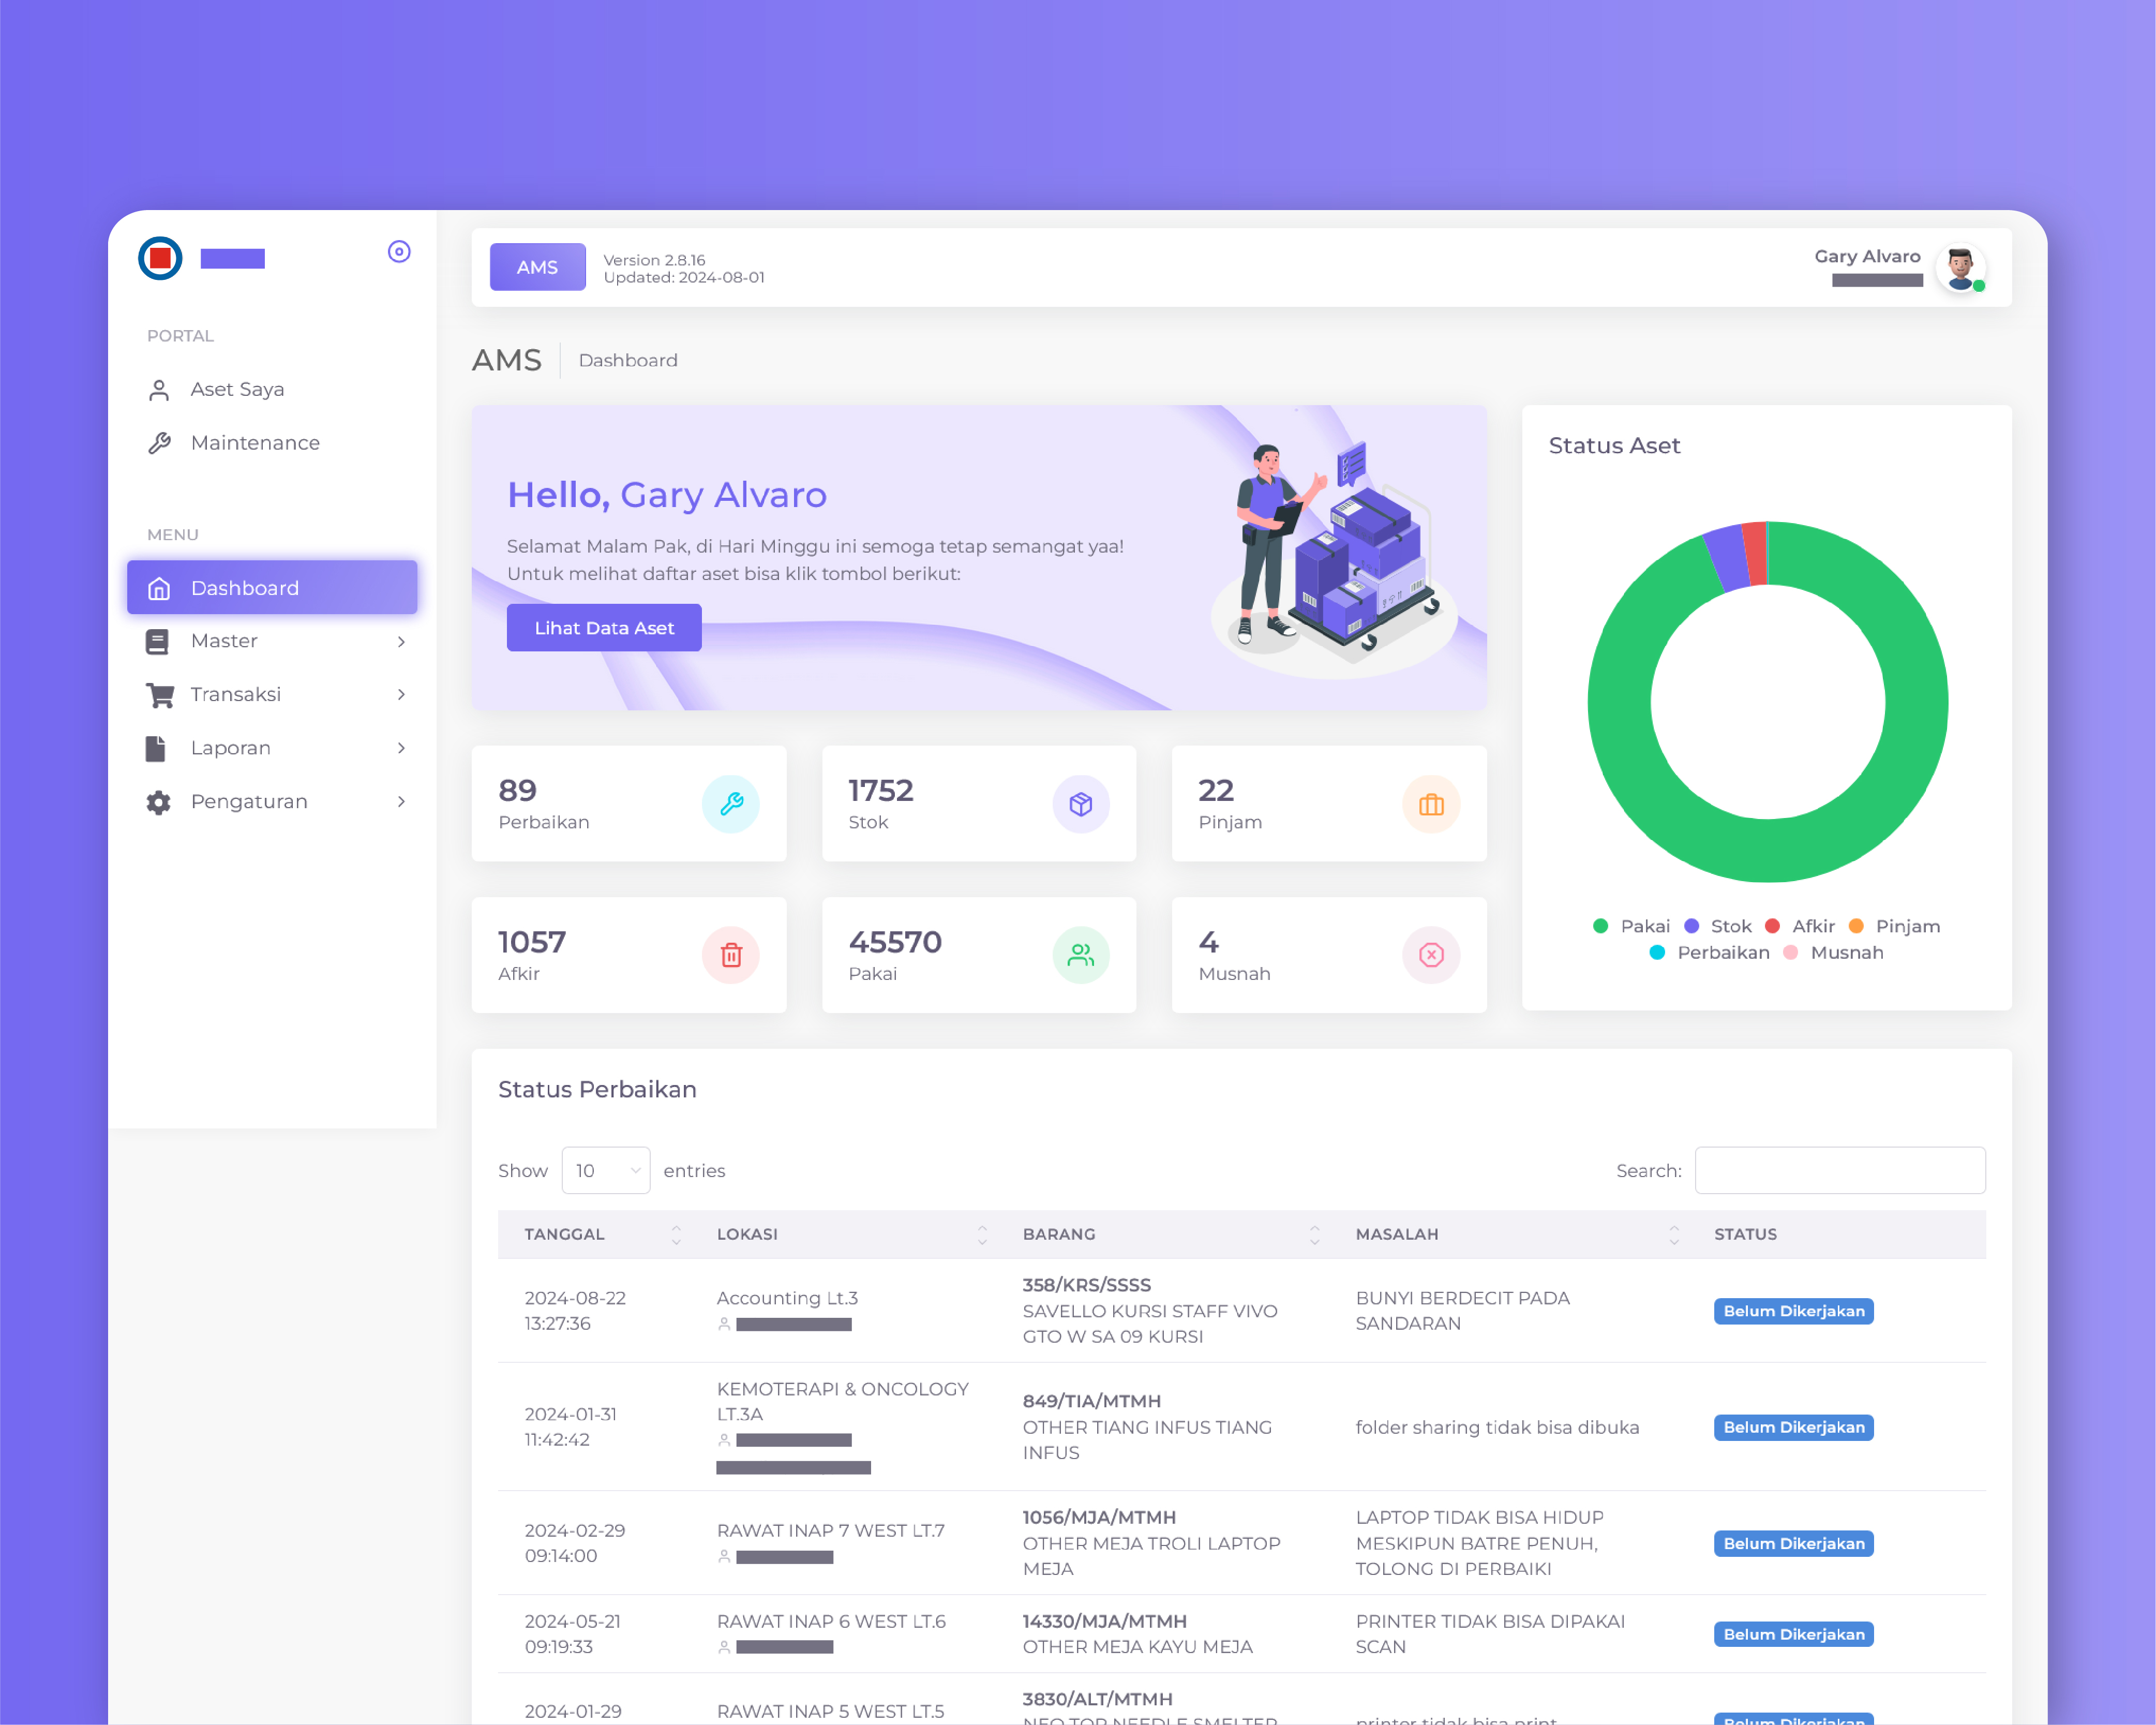 PORTAL
Aset Saya
Maintenance
MENU
Dashboard
Master
Transaksi
Laporan
Pengaturan
AMS
Version 2.8.16
Updated: 2024-08-01
Gary Alvaro
AMS
Dashboard
Hello, Gary Alvaro
Selamat Malam Pak, di Hari Minggu ini semoga tetap semangat yaa!
Untuk melihat daftar aset bisa klik tombol berikut:
Lihat Data Aset
89
Perbaikan
1752
Stok
22
Pinjam
1057
Afkir
45570
Pakai
4
Musnah
Status Aset
Pakai Stok Afkir Pinjam
Perbaikan Musnah
Status Perbaikan
Show 10 entries
Search:
TANGGAL LOKASI BARANG MASALAH STATUS
2024-08-22
13:27:36
Accounting Lt.3
358/KRS/SSSS
SAVELLO KURSI STAFF VIVO
GTO W SA 09 KURSI
BUNYI BERDECIT PADA
SANDARAN
Belum Dikerjakan
2024-01-31
11:42:42
KEMOTERAPI & ONCOLOGY
LT.3A
849/TIA/MTMH
OTHER TIANG INFUS TIANG
INFUS
folder sharing tidak bisa dibuka
Belum Dikerjakan
2024-02-29
09:14:00
RAWAT INAP 7 WEST LT.7
1056/MJA/MTMH
OTHER MEJA TROLI LAPTOP
MEJA
LAPTOP TIDAK BISA HIDUP
MESKIPUN BATRE PENUH,
TOLONG DI PERBAIKI
Belum Dikerjakan
2024-05-21
09:19:33
RAWAT INAP 6 WEST LT.6
14330/MJA/MTMH
OTHER MEJA KAYU MEJA
PRINTER TIDAK BISA DIPAKAI
SCAN
Belum Dikerjakan
2024-01-29
RAWAT INAP 5 WEST LT.5
3830/ALT/MTMH
NEO TOP NEEDLE SMELTER
printer tidak bisa print
Belum Dikerjakan